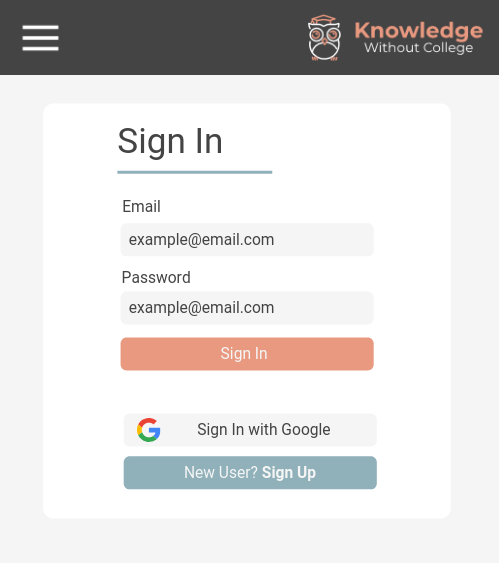 Knowledge
Without College
Sign In
Email
example@email.com
Password
example@email.com
Sign In
Sign In with Google
New User? Sign Up